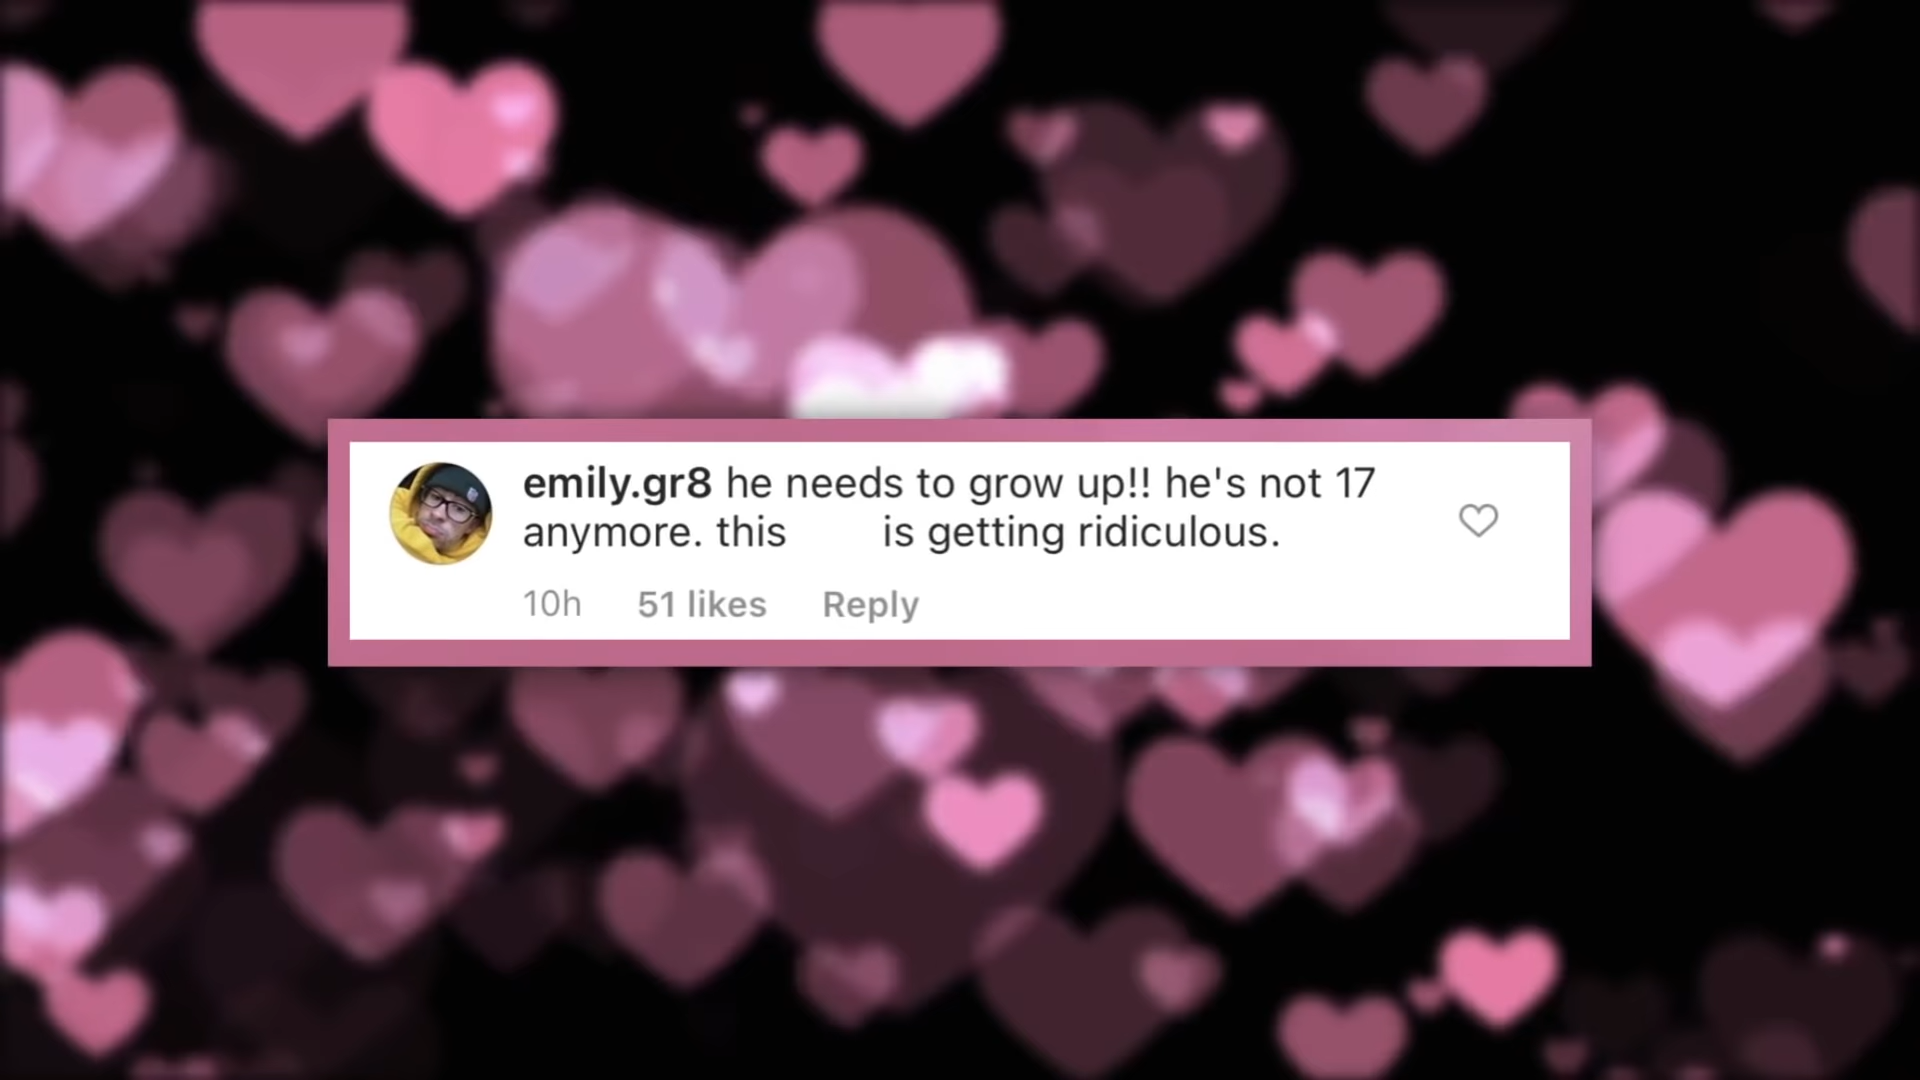 emily.gr8 he needs to grow up!! he's not 17
anymore. this is getting ridiculous.
10h 51 likes Reply